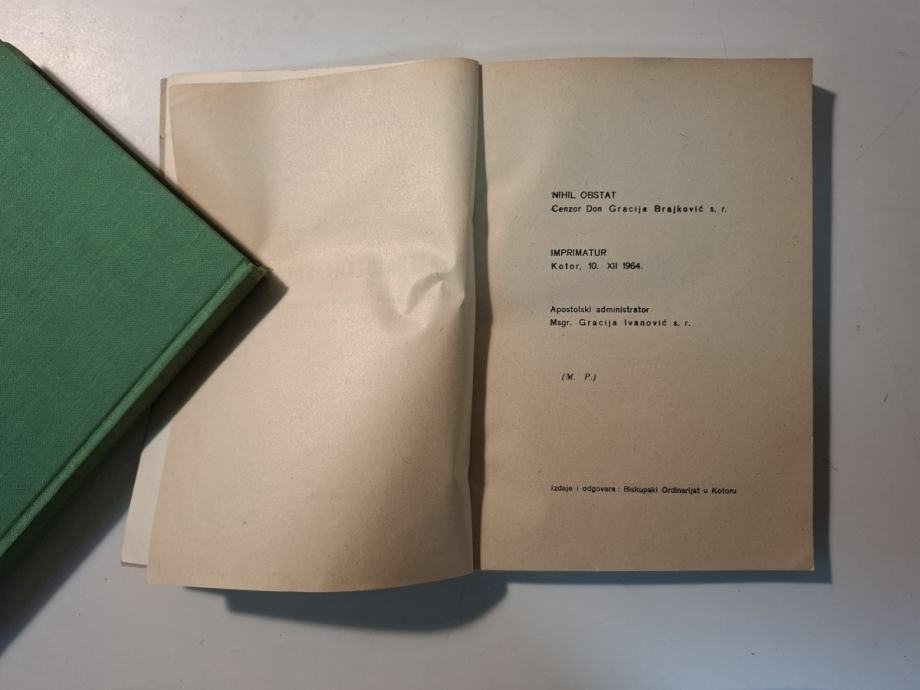 NIHIL OBSTAT
Cenzor Don Gracija Brajković s. r.
IMPRIMATUR
Kotor, 10. XII 1964.
Apostolski administrator
Msgr. Gracija Ivanović s. r.
(M. P.)
Izdaje i odgovara: Biskupski Ordinarijat u Kotoru